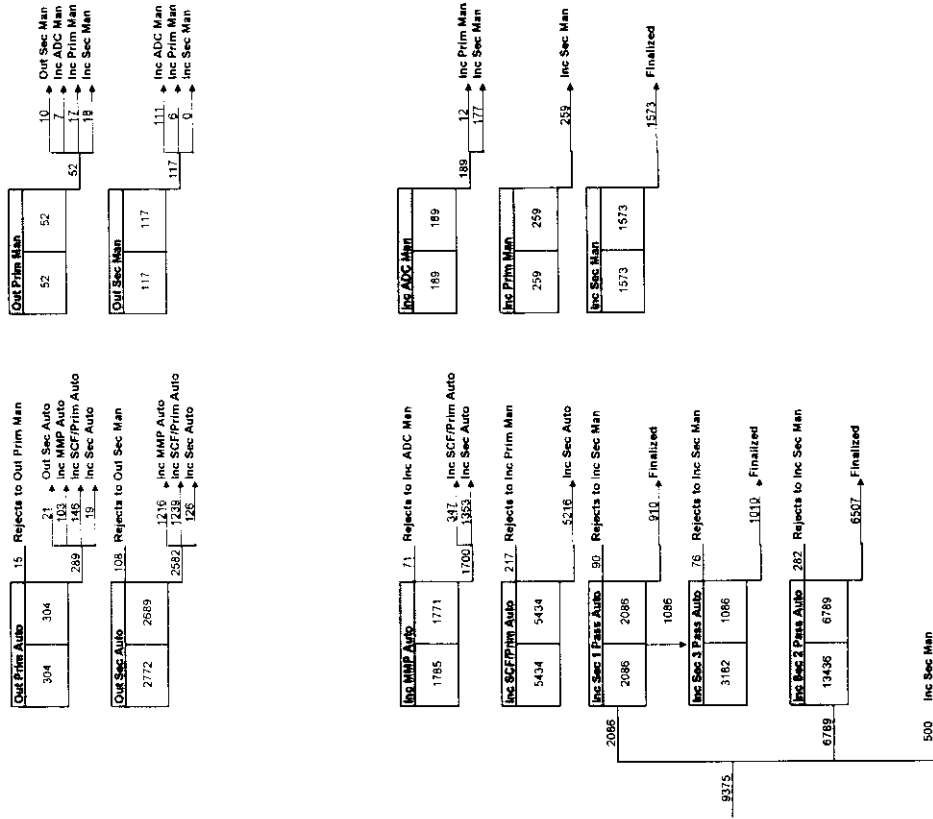 Out Prim Auto
304 304
15 Rejects to Out Prim Man
289
21 Out Sec Auto
103 Inc MMP Auto
146 Inc SCF/Prim Auto
19 Inc Sec Auto
Out Sec Auto
2772 2689
108 Rejects to Out Sec Man
2582
1216 Inc MMP Auto
1239 Inc SCF/Prim Auto
126 Inc Sec Auto
Inc MMP Auto
1785 1771
71 Rejects to Inc ADC Man
1700
347 Inc SCF/Prim Auto
1353 Inc Sec Auto
Inc SCF/Prim Auto
5434 5434
217 Rejects to Inc Prim Man
5216 Inc Sec Auto
9375
2086
Inc Sec 1 Pass Auto
2086 2086
90 Rejects to Inc Sec Man
910 Finalized
1086
Inc Sec 3 Pass Auto
3182 1086
76 Rejects to Inc Sec Man
1010 Finalized
6789
Inc Sec 2 Pass Auto
13436 6789
282 Rejects to Inc Sec Man
6507 Finalized
500 Inc Sec Man
Out Prim Man
52 52
52
10 Out Sec Man
7 Inc ADC Man
17 Inc Prim Man
18 Inc Sec Man
Out Sec Man
117 117
117
111 Inc ADC Man
6 Inc Prim Man
0 Inc Sec Man
Inc ADC Man
189 189
189
12 Inc Prim Man
177 Inc Sec Man
Inc Prim Man
259 259
259 Inc Sec Man
Inc Sec Man
1573 1573
1573 Finalized